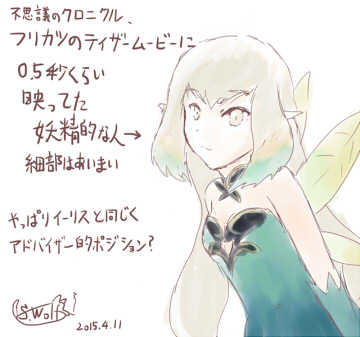 不思議のクロニクル、
フリカツのティザームービーに
0.5秒くらい
映ってた
妖精的な人→
細部はあいまい
やっぱりイーリスと同じく
アドバイザー的ポジション?
S.Wolf
2015.4.11